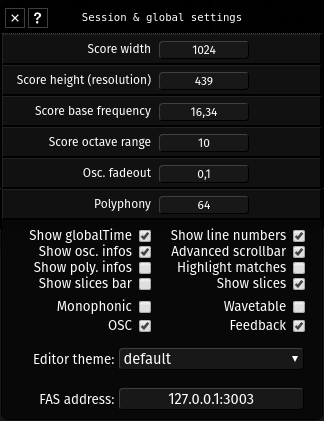 ✕ ? Session & global settings
Score width 1024
Score height (resolution) 439
Score base frequency 16,34
Score octave range 10
Osc. fadeout 0,1
Polyphony 64
Show globalTime Show line numbers
Show osc. infos Advanced scrollbar
Show poly. infos Highlight matches
Show slices bar Show slices
Monophonic Wavetable
OSC Feedback
Editor theme: default
FAS address: 127.0.0.1:3003